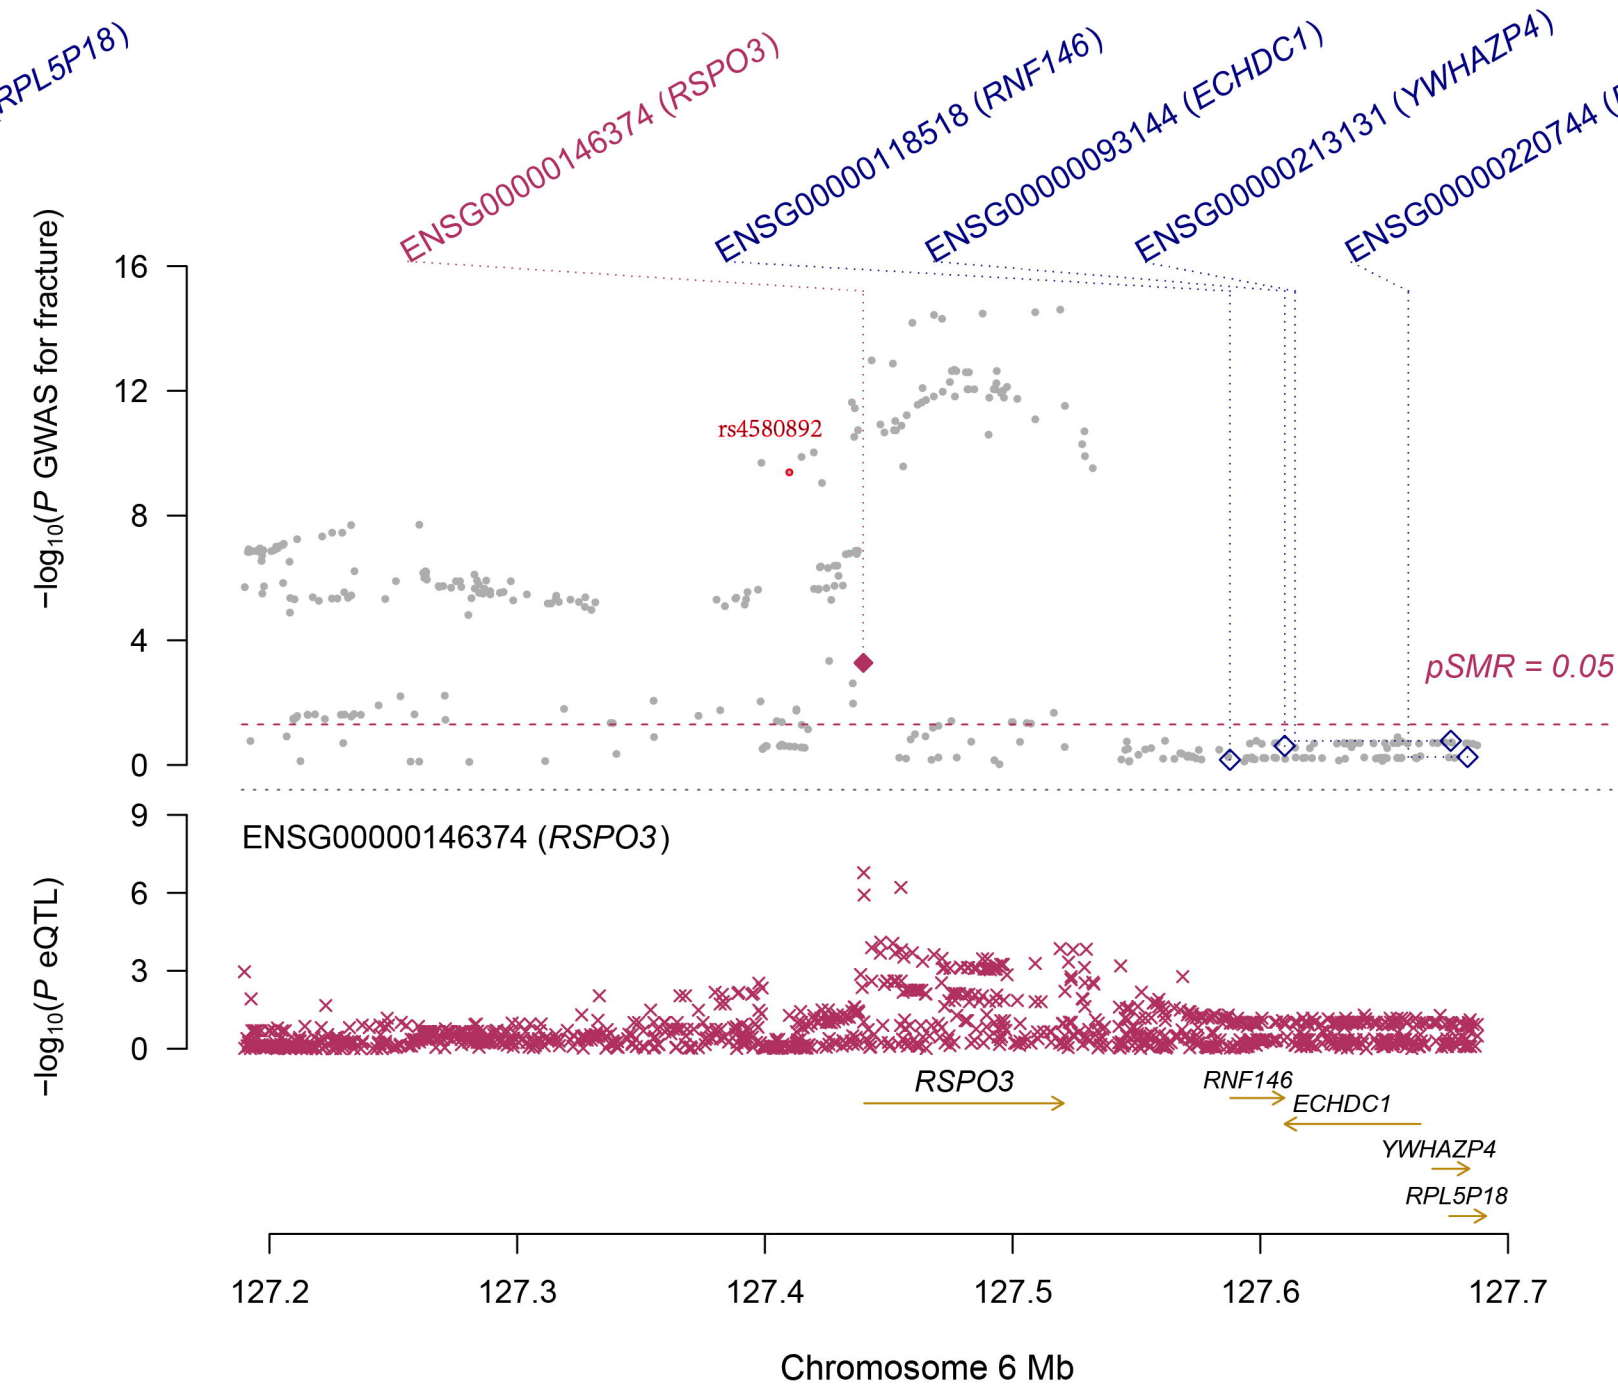 RPL5P18)
ENSG00000146374 (RSPO3)
ENSG00000118518 (RNF146)
ENSG00000093144 (ECHDC1)
ENSG00000213131 (YWHAZP4)
ENSG00000220744 (
−log10(P GWAS for fracture)
16
12
8
4
0
rs4580892
pSMR = 0.05
−log10(P eQTL)
9
6
3
0
ENSG00000146374 (RSPO3)
RSPO3
RNF146
ECHDC1
YWHAZP4
RPL5P18
127.2
127.3
127.4
127.5
127.6
127.7
Chromosome 6 Mb